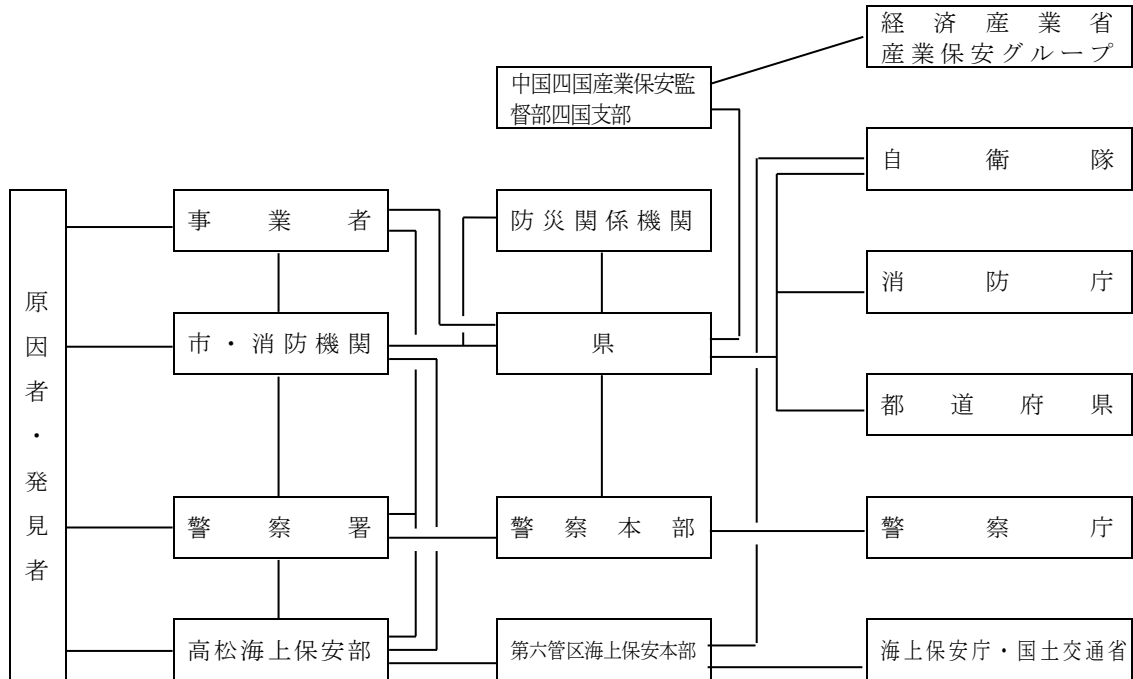 経済産業省
産業保安グループ
中国四国産業保安監
督部四国支部
自衛隊
事業者
防災関係機関
消防庁
原因者・発見者
市・消防機関
県
都道府県
警察署
警察本部
警察庁
高松海上保安部
第六管区海上保安本部
海上保安庁・国土交通省